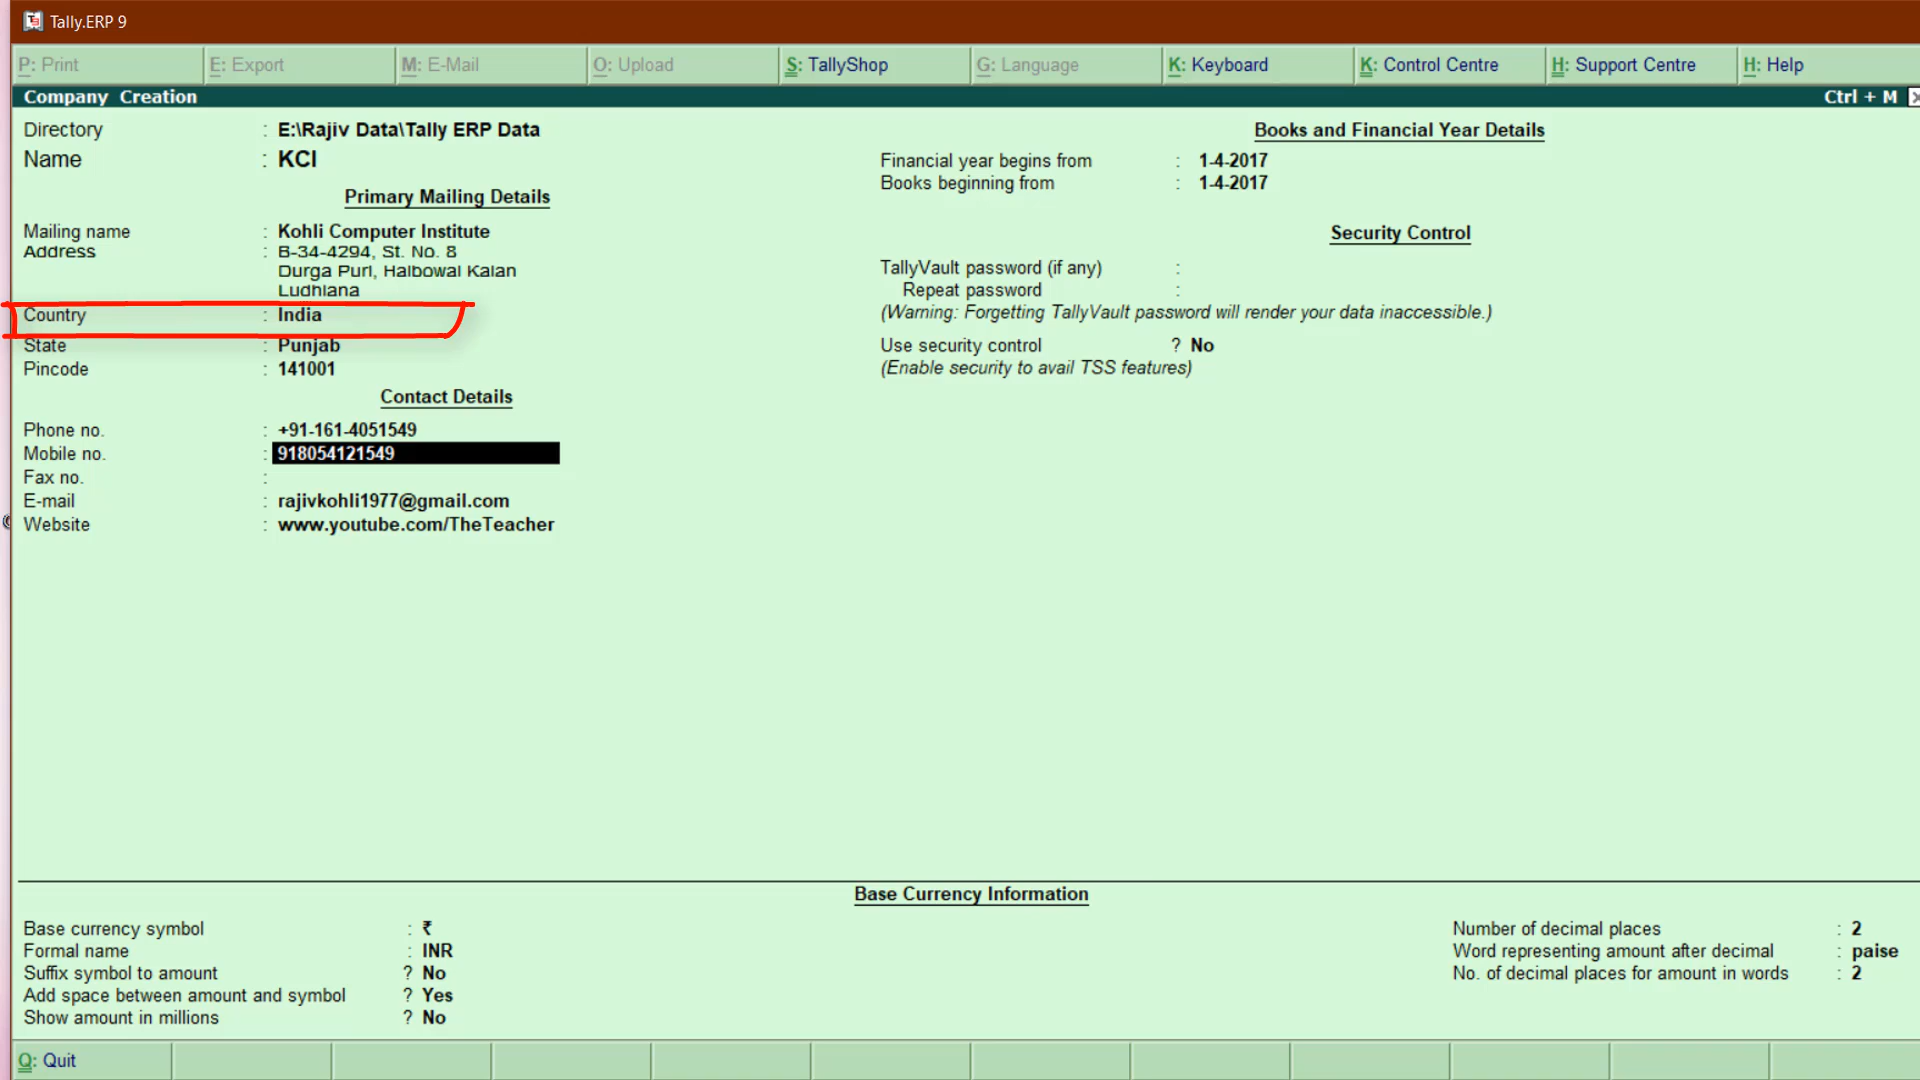 Tally.ERP 9
P: Print E: Export M: E-Mail O: Upload S: TallyShop G: Language K: Keyboard K: Control Centre H: Support Centre H: Help
Company Creation Ctrl + M
Directory : E:\Rajiv Data\Tally ERP Data
Name : KCI
Primary Mailing Details
Mailing name : Kohli Computer Institute
Address : B-34-4294, St. No. 8
Durga Puri, Haibowal Kalan
Ludhiana
Country : India
State : Punjab
Pincode : 141001
Contact Details
Phone no. : +91-161-4051549
Mobile no. : 918054121549
Fax no. :
E-mail : rajivkohli1977@gmail.com
Website : www.youtube.com/TheTeacher
Books and Financial Year Details
Financial year begins from : 1-4-2017
Books beginning from : 1-4-2017
Security Control
TallyVault password (if any) :
Repeat password :
(Warning: Forgetting TallyVault password will render your data inaccessible.)
Use security control ? No
(Enable security to avail TSS features)
Base Currency Information
Base currency symbol : ₹
Formal name : INR
Suffix symbol to amount ? No
Add space between amount and symbol ? Yes
Show amount in millions ? No
Number of decimal places : 2
Word representing amount after decimal : paise
No. of decimal places for amount in words : 2
Q: Quit